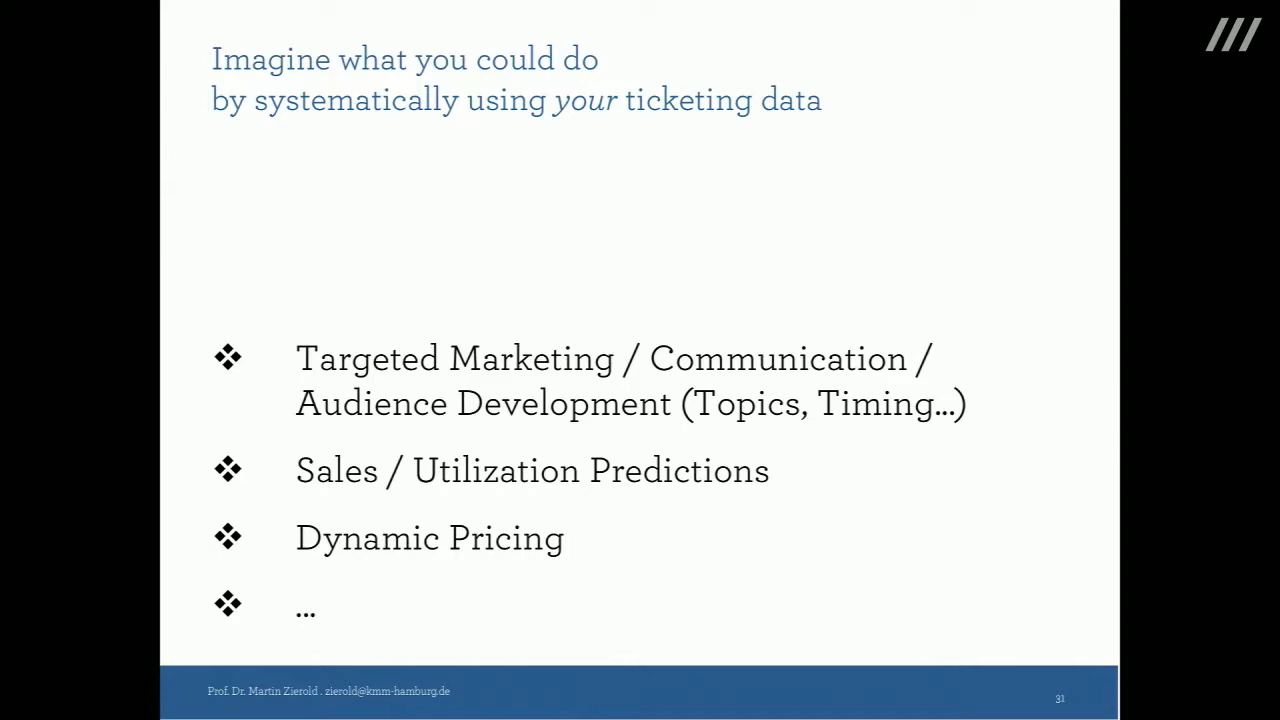 Imagine what you could do
by systematically using your ticketing data
❖ Targeted Marketing / Communication /
Audience Development (Topics, Timing…)
❖ Sales / Utilization Predictions
❖ Dynamic Pricing
❖ …
Prof. Dr. Martin Zierold . zierold@kmm-hamburg.de
31